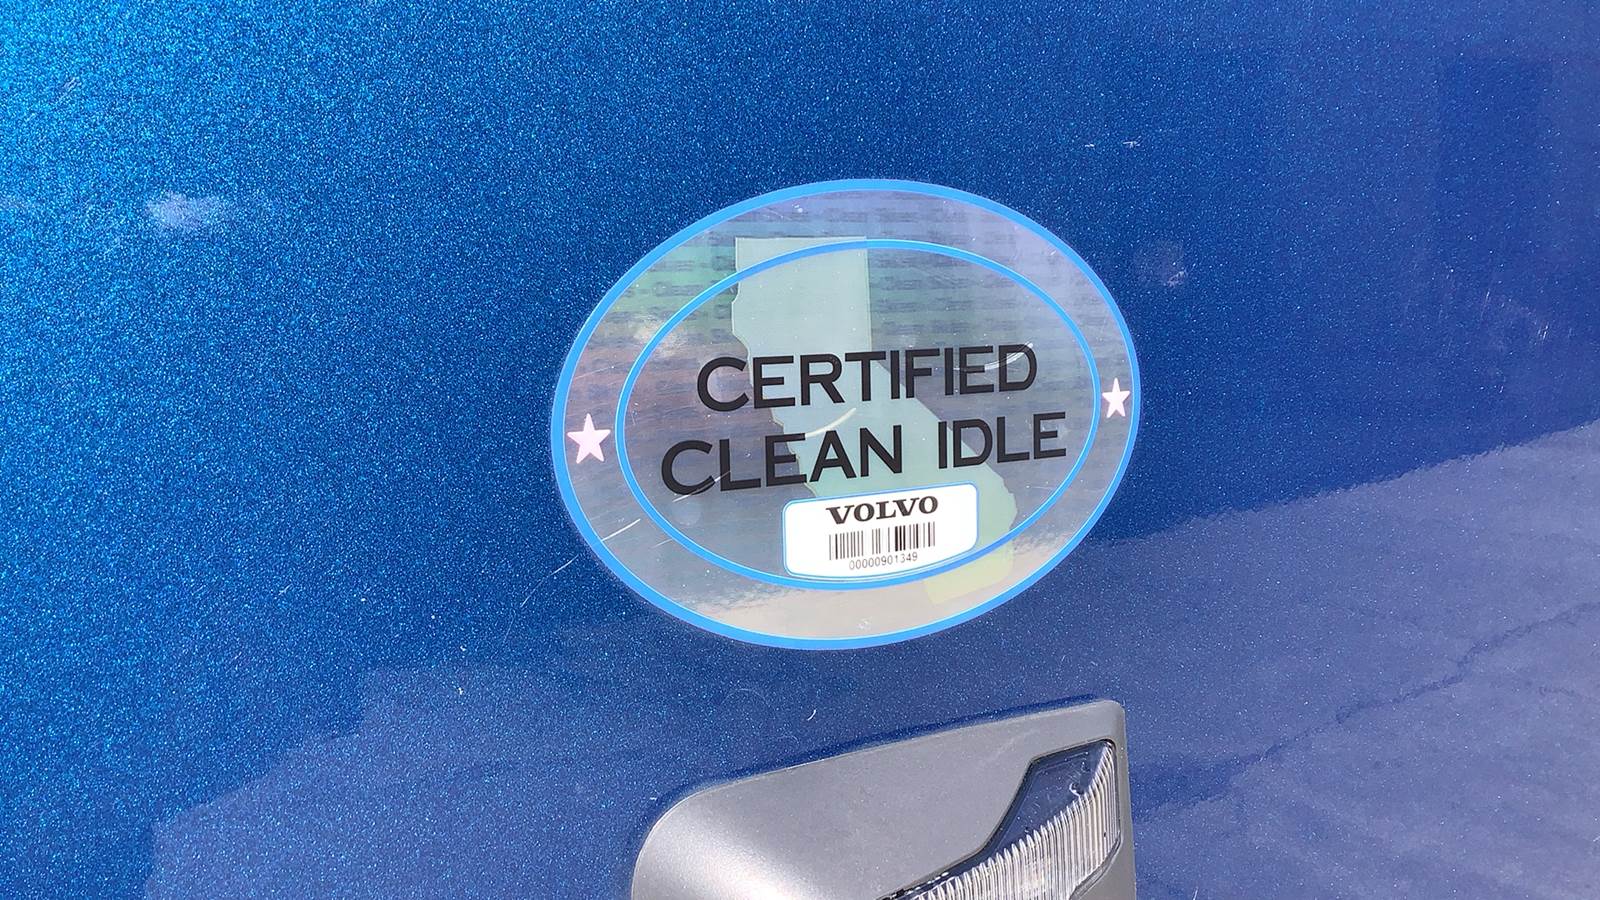 CERTIFIED
CLEAN IDLE
VOLVO
00000901349